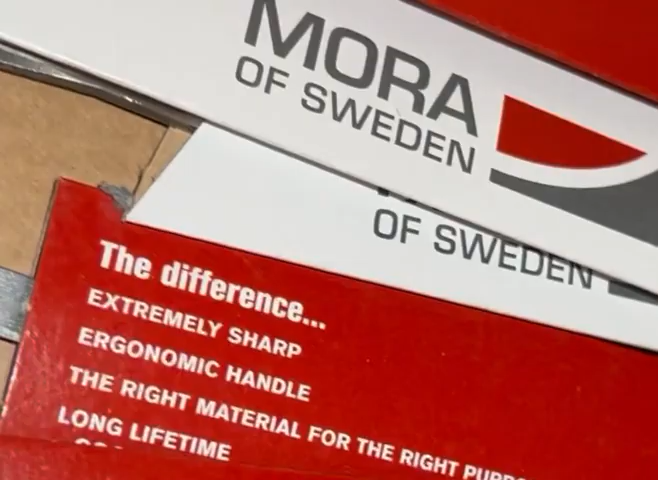 MORA
OF SWEDEN
OF SWEDEN
The difference...
EXTREMELY SHARP
ERGONOMIC HANDLE
THE RIGHT MATERIAL FOR THE RIGHT
LONG LIFETIME